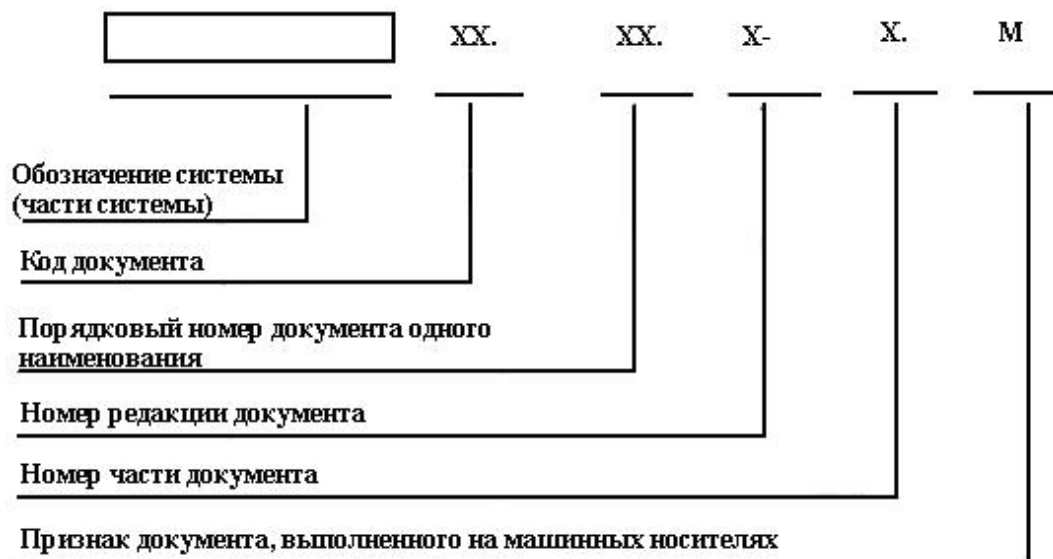 XX. XX. X- X. М
Обозначение системы
(части системы)
Код документа
Порядковый номер документа одного
наименования
Номер редакции документа
Номер части документа
Признак документа, выполненного на машинных носителях